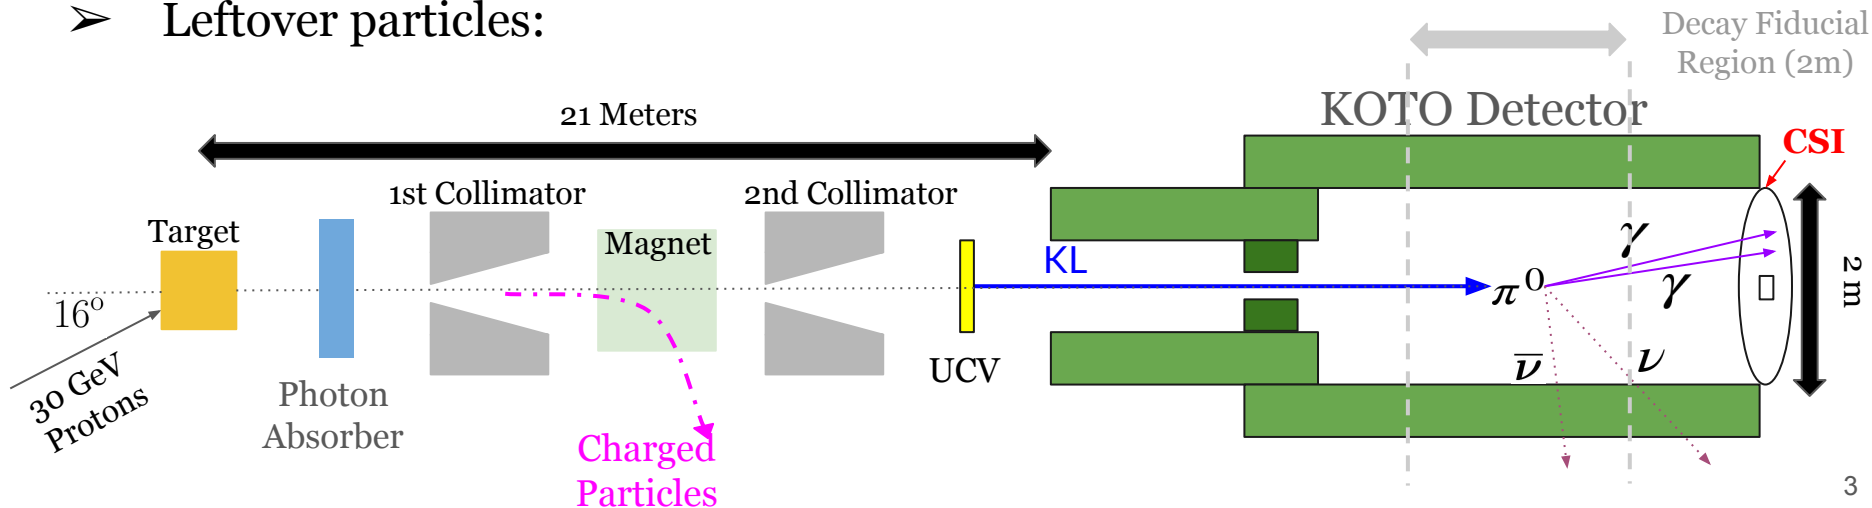 ➢ Leftover particles:
Decay Fiducial
Region (2m)
21 Meters
KOTO Detector
CSI
1st Collimator
2nd Collimator
Target
Magnet
KL
γ
γ
π⁰
2 m
16°
ν̅
ν
UCV
30 GeV
Protons
Photon
Absorber
Charged
Particles
3